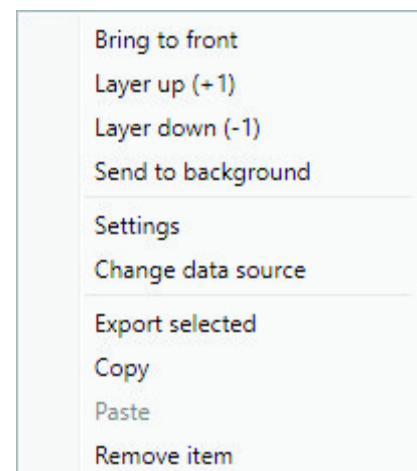 Bring to front
Layer up (+1)
Layer down (-1)
Send to background
Settings
Change data source
Export selected
Copy
Paste
Remove item